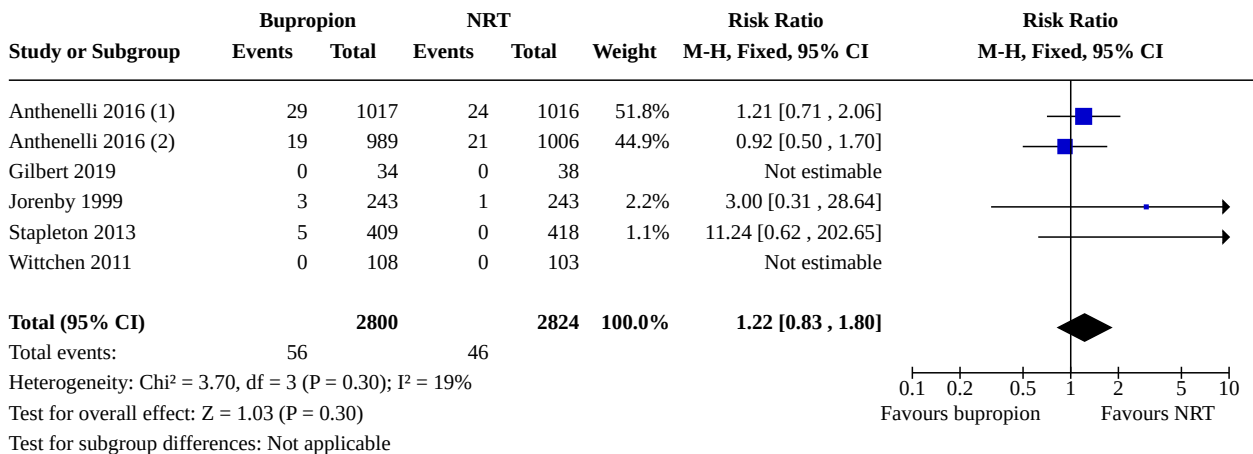 Bupropion NRT Risk Ratio Risk Ratio
Study or Subgroup Events Total Events Total Weight M-H, Fixed, 95% CI M-H, Fixed, 95% CI
Anthenelli 2016 (1) 29 1017 24 1016 51.8% 1.21 [0.71 , 2.06]
Anthenelli 2016 (2) 19 989 21 1006 44.9% 0.92 [0.50 , 1.70]
Gilbert 2019 0 34 0 38 Not estimable
Jorenby 1999 3 243 1 243 2.2% 3.00 [0.31 , 28.64]
Stapleton 2013 5 409 0 418 1.1% 11.24 [0.62 , 202.65]
Wittchen 2011 0 108 0 103 Not estimable
Total (95% CI) 2800 2824 100.0% 1.22 [0.83 , 1.80]
Total events: 56 46
Heterogeneity: Chi² = 3.70, df = 3 (P = 0.30); I² = 19%
0.1 0.2 0.5 1 2 5 10
Test for overall effect: Z = 1.03 (P = 0.30)
Favours bupropion Favours NRT
Test for subgroup differences: Not applicable